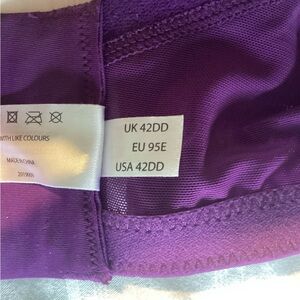 WITH LIKE COLOURS
MADE IN CHINA
UK 42DD
EU 95E
USA 42DD